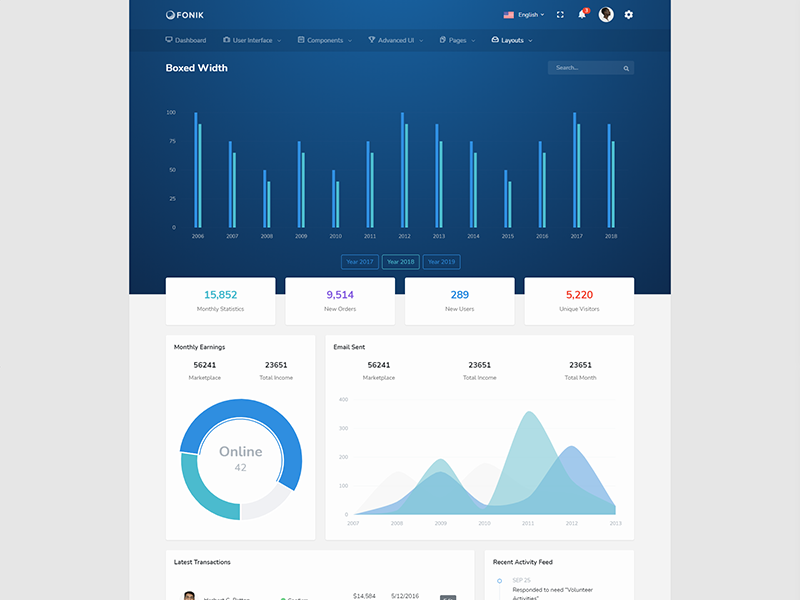 FONIK
English
3
Dashboard
User Interface
Components
Advanced UI
Pages
Layouts
Boxed Width
Search...
100
75
50
25
0
2006 2007 2008 2009 2010 2011 2012 2013 2014 2019 2016 2017 2018
Year 2017 Year 2018 Year 2019
15,852
Monthly Statistics
9,514
New Orders
289
New Users
5,220
Unique Visitors
Monthly Earnings
56241 23651
Marketplace Total Income
Online
42
Email Sent
56241 23651 23651
Marketplace Total Income Total Month
400
300
200
100
0
2007 2008 2009 2010 2011 2012 2013
Latest Transactions
$14,584 5/12/2016
Recent Activity Feed
SEP 25
Responded to need "Volunteer
Activities"